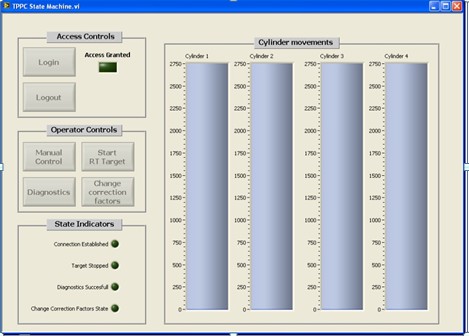 TPPC State Machine.vi
Access Controls
Login
Access Granted
Logout
Operator Controls
Manual
Control
Start
RT Target
Diagnostics
Change
correction
factors
State Indicators
Connection Established
Target Stopped
Diagnostics Succesfull
Change Correction Factors State
Cylinder movements
Cylinder 1
2750
2500
2250
2000
1750
1500
1250
1000
750
500
250
0
Cylinder 2
2750
2500
2250
2000
1750
1500
1250
1000
750
500
250
0
Cylinder 3
2750
2500
2250
2000
1750
1500
1250
1000
750
500
250
0
Cylinder 4
2750
2500
2250
2000
1750
1500
1250
1000
750
500
250
0